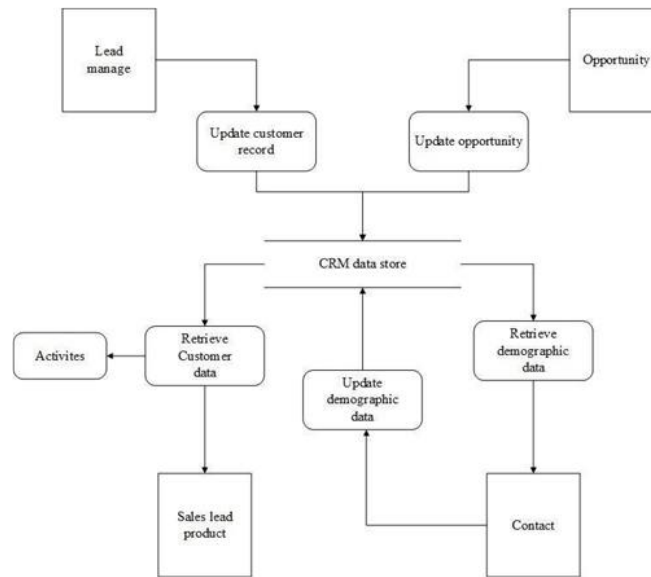 Lead
manage
Opportunity
Update customer
record
Update opportunity
CRM data store
Activites
Retrieve
Customer
data
Retrieve
demographic
data
Update
demographic
data
Sales lead
product
Contact